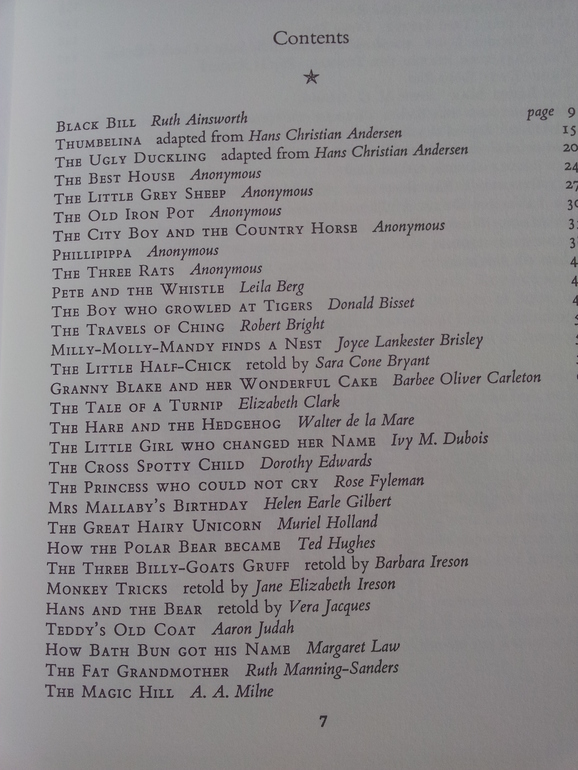 Contents
BLACK BILL Ruth Ainsworth page 9
THUMBELINA adapted from Hans Christian Andersen 15
THE UGLY DUCKLING adapted from Hans Christian Andersen 20
THE BEST HOUSE Anonymous 24
THE LITTLE GREY SHEEP Anonymous 27
THE OLD IRON POT Anonymous
THE CITY BOY AND THE COUNTRY HORSE Anonymous
PHILLIPIPPA Anonymous
THE THREE RATS Anonymous
PETE AND THE WHISTLE Leila Berg
THE BOY WHO GROWLED AT TIGERS Donald Bisset
THE TRAVELS OF CHING Robert Bright
MILLY-MOLLY-MANDY FINDS A NEST Joyce Lankester Brisley
THE LITTLE HALF-CHICK retold by Sara Cone Bryant
GRANNY BLAKE AND HER WONDERFUL CAKE Barbee Oliver Carleton
THE TALE OF A TURNIP Elizabeth Clark
THE HARE AND THE HEDGEHOG Walter de la Mare
THE LITTLE GIRL WHO CHANGED HER NAME Ivy M. Dubois
THE CROSS SPOTTY CHILD Dorothy Edwards
THE PRINCESS WHO COULD NOT CRY Rose Fyleman
MRS MALLABY'S BIRTHDAY Helen Earle Gilbert
THE GREAT HAIRY UNICORN Muriel Holland
HOW THE POLAR BEAR BECAME Ted Hughes
THE THREE BILLY-GOATS GRUFF retold by Barbara Ireson
MONKEY TRICKS retold by Jane Elizabeth Ireson
HANS AND THE BEAR retold by Vera Jacques
TEDDY'S OLD COAT Aaron Judah
HOW BATH BUN GOT HIS NAME Margaret Law
THE FAT GRANDMOTHER Ruth Manning-Sanders
THE MAGIC HILL A. A. Milne
7